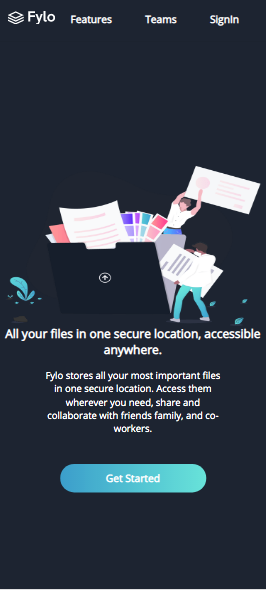 Fylo Features Teams SignIn
All your files in one secure location, accessible
anywhere.
Fylo stores all your most important files
in one secure location. Access them
wherever you need, share and
collaborate with friends family, and co-
workers.
Get Started